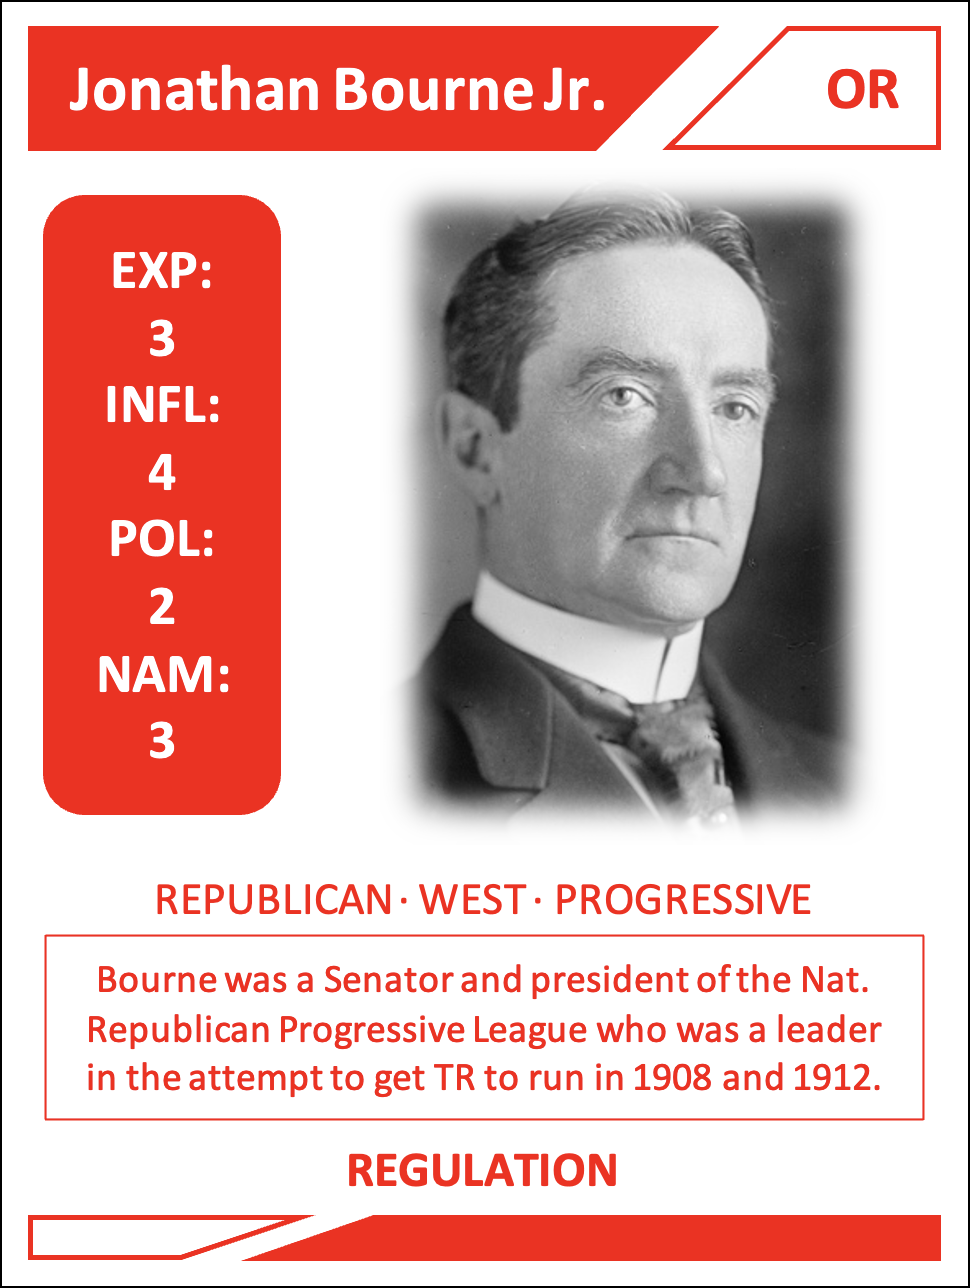 Jonathan Bourne Jr.
OR
EXP:
3
INFL:
4
POL:
2
NAM:
3
REPUBLICAN · WEST · PROGRESSIVE
Bourne was a Senator and president of the Nat.
Republican Progressive League who was a leader
in the attempt to get TR to run in 1908 and 1912.
REGULATION